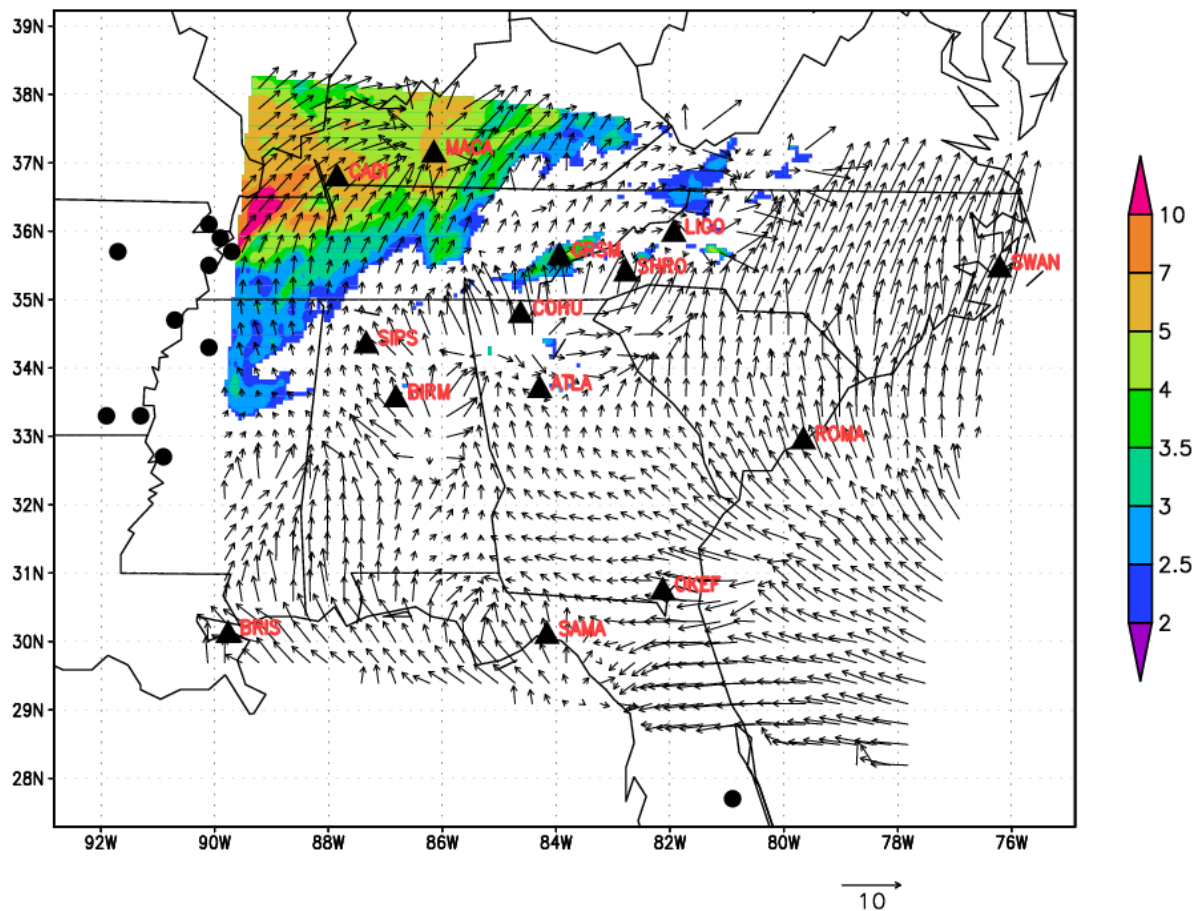 39N
38N
37N
36N
35N
34N
33N
32N
31N
30N
29N
28N
92W
90W
88W
86W
84W
82W
80W
78W
76W
MACA
CADI
LIGO
GRSM
SHRO
SWAN
COHU
SIPS
ATLA
BIRM
ROMA
OKEF
BRIS
SAMA
10
7
5
4
3.5
3
2.5
2
10